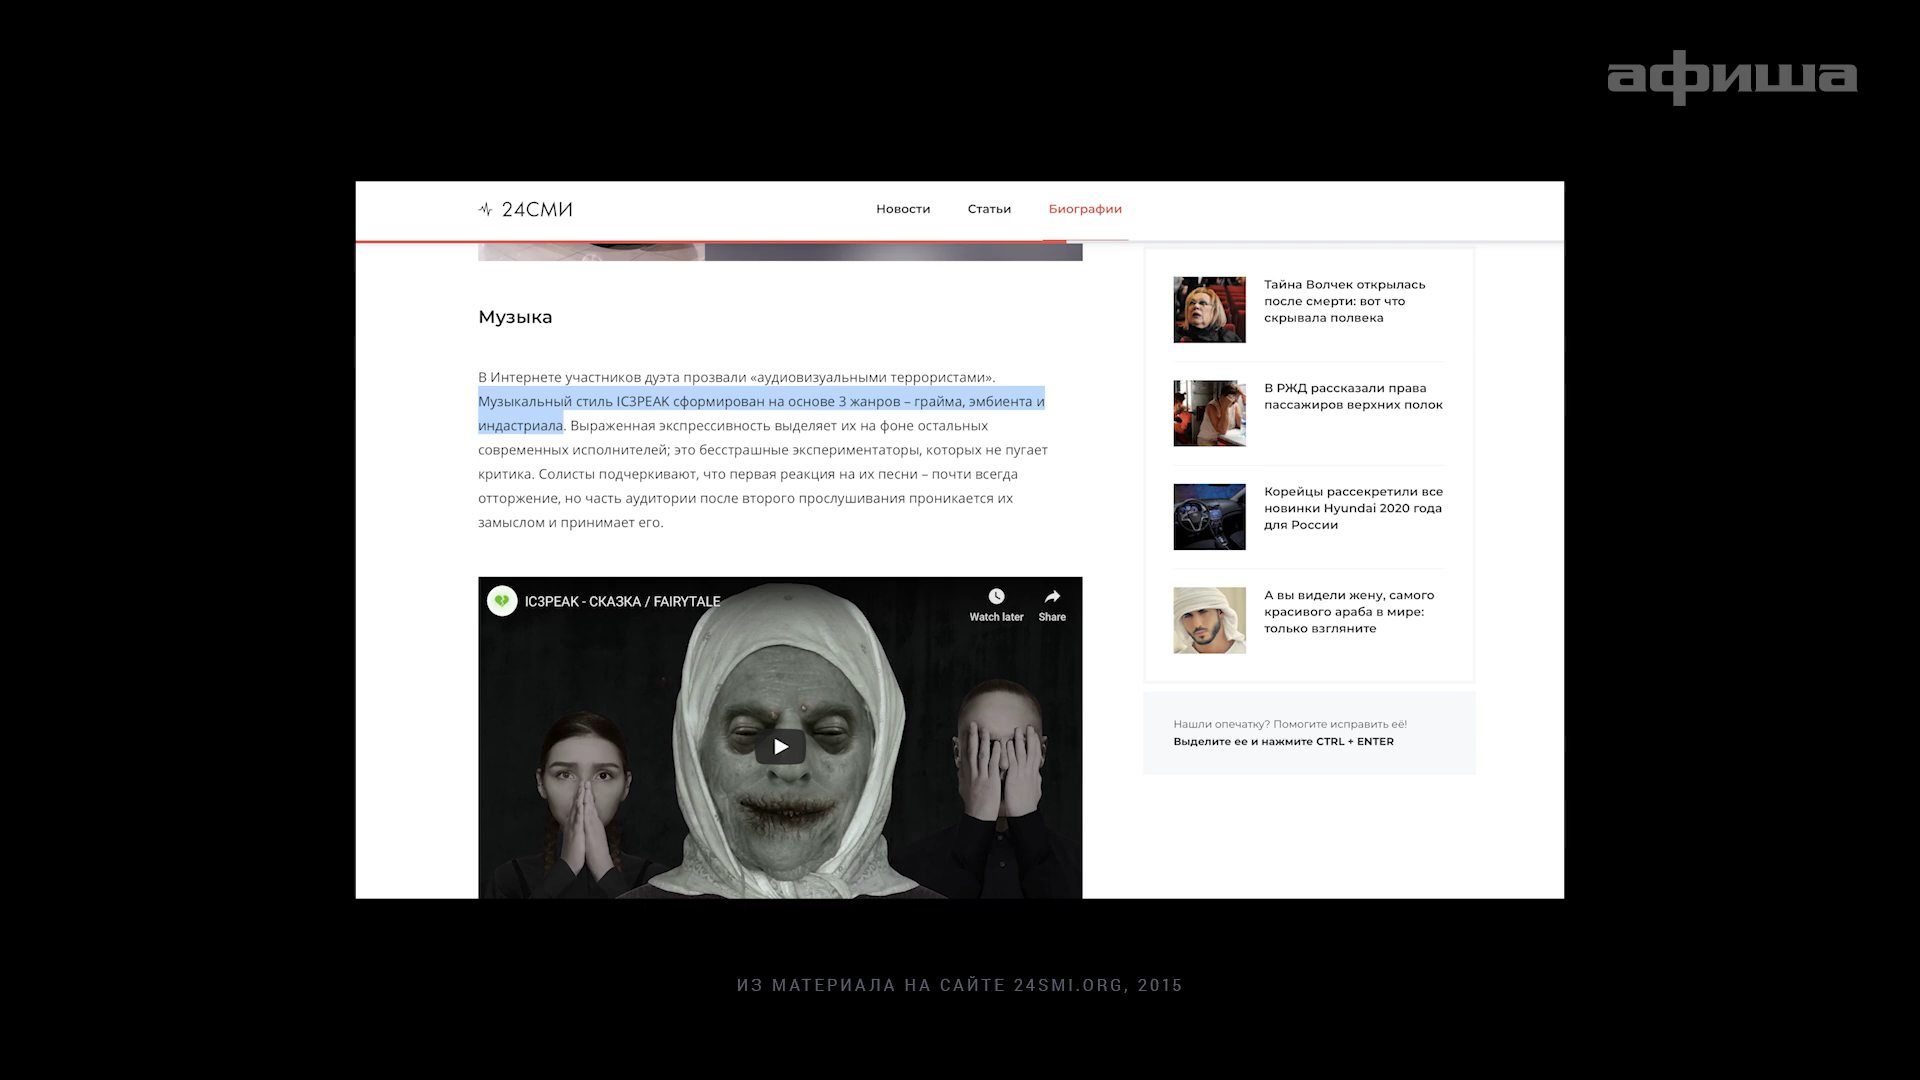 афиша
24СМИ
Новости Статьи Биографии
Музыка
В Интернете участников дуэта прозвали «аудиовизуальными террористами».
Музыкальный стиль IC3PEAK сформирован на основе 3 жанров – грайма, эмбиента и
индастриала. Выраженная экспрессивность выделяет их на фоне остальных
современных исполнителей; это бесстрашные экспериментаторы, которых не пугает
критика. Солисты подчеркивают, что первая реакция на их песни – почти всегда
отторжение, но часть аудитории после второго прослушивания проникается их
замыслом и принимает его.
IC3PEAK - СКАЗКА / FAIRYTALE
Watch later Share
Тайна Волчек открылась
после смерти: вот что
скрывала полвека
В РЖД рассказали права
пассажиров верхних полок
Корейцы рассекретили все
новинки Hyundai 2020 года
для России
А вы видели жену, самого
красивого араба в мире:
только взгляните
Нашли опечатку? Помогите исправить её!
Выделите ее и нажмите CTRL + ENTER
ИЗ МАТЕРИАЛА НА САЙТЕ 24SMI.ORG, 2015